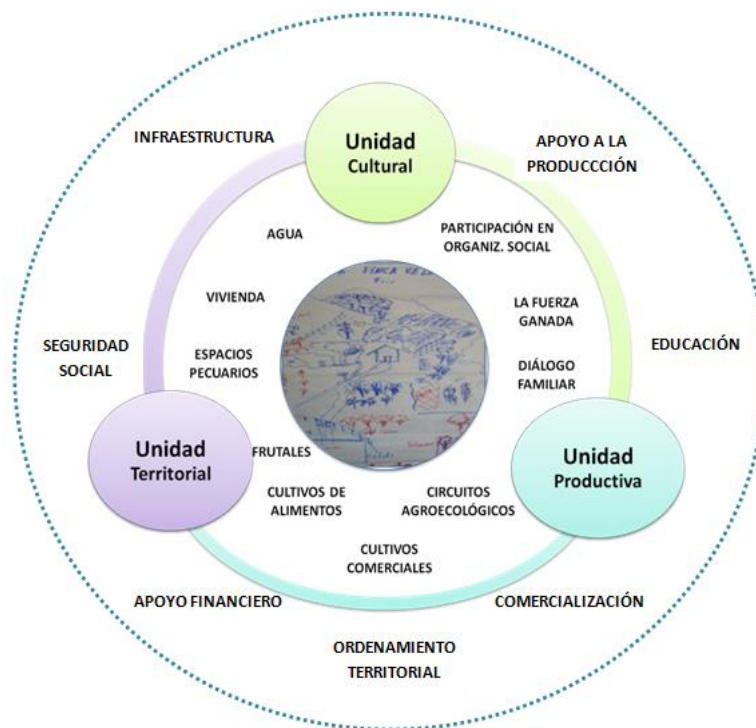 Unidad
Cultural
INFRAESTRUCTURA
APOYO A LA
PRODUCCCIÓN
AGUA
PARTICIPACIÓN EN
ORGANIZ. SOCIAL
VIVIENDA
LA FUERZA
GANADA
SEGURIDAD
SOCIAL
ESPACIOS
PECUARIOS
DIÁLOGO
FAMILIAR
EDUCACIÓN
Unidad
Territorial
FRUTALES
Unidad
Productiva
CULTIVOS DE
ALIMENTOS
CIRCUITOS
AGROECOLÓGICOS
CULTIVOS
COMERCIALES
APOYO FINANCIERO
COMERCIALIZACIÓN
ORDENAMIENTO
TERRITORIAL